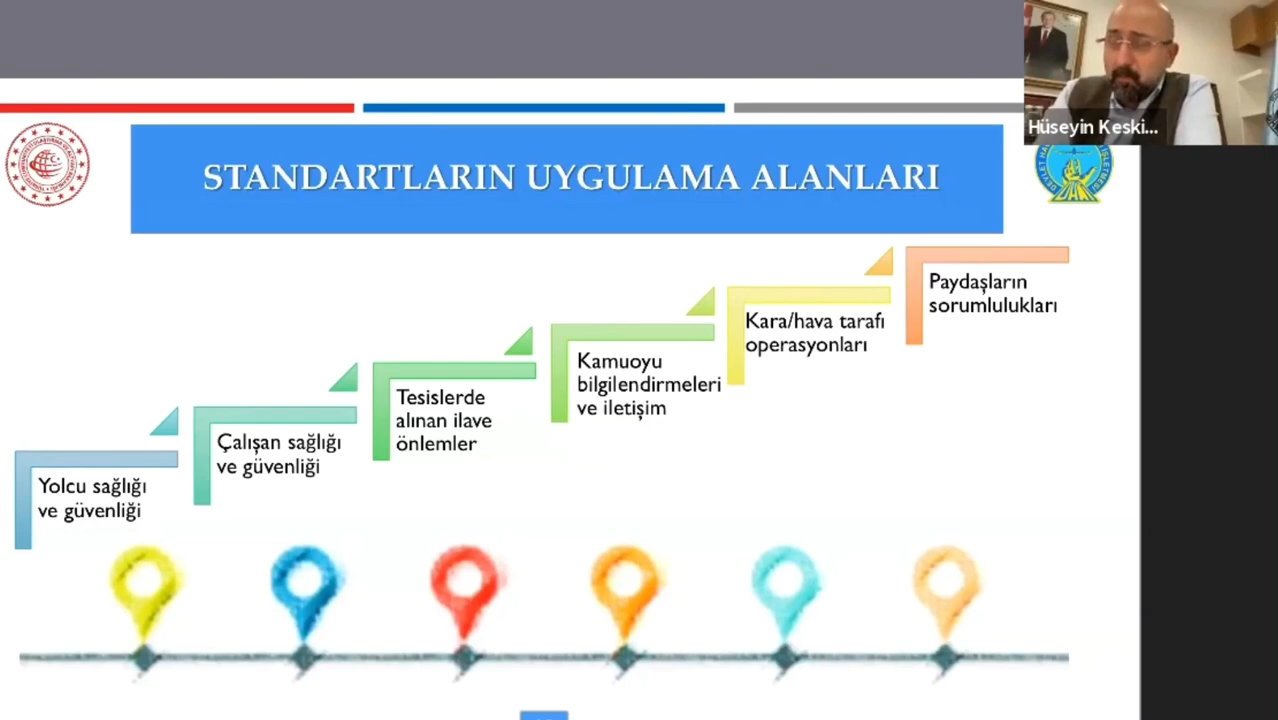 Hüseyin Keski...
STANDARTLARIN UYGULAMA ALANLARI
Yolcu sağlığı
ve güvenliği
Çalışan sağlığı
ve güvenliği
Tesislerde
alınan ilave
önlemler
Kamuoyu
bilgilendirmeleri
ve iletişim
Kara/hava tarafı
operasyonları
Paydaşların
sorumlulukları